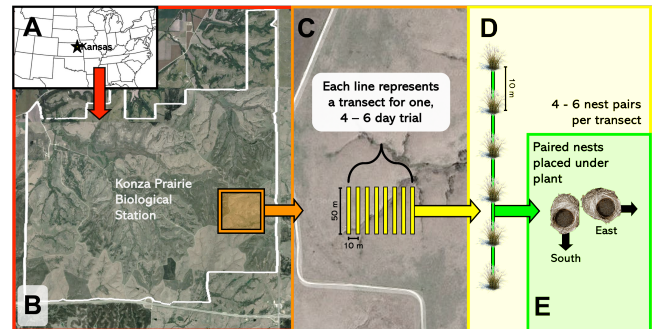 A
Kansas
B
Konza Prairie
Biological
Station
C
Each line represents
a transect for one,
4 – 6 day trial
50 m
10 m
D
10 m
4 - 6 nest pairs
per transect
Paired nests
placed under
plant
East
South
E